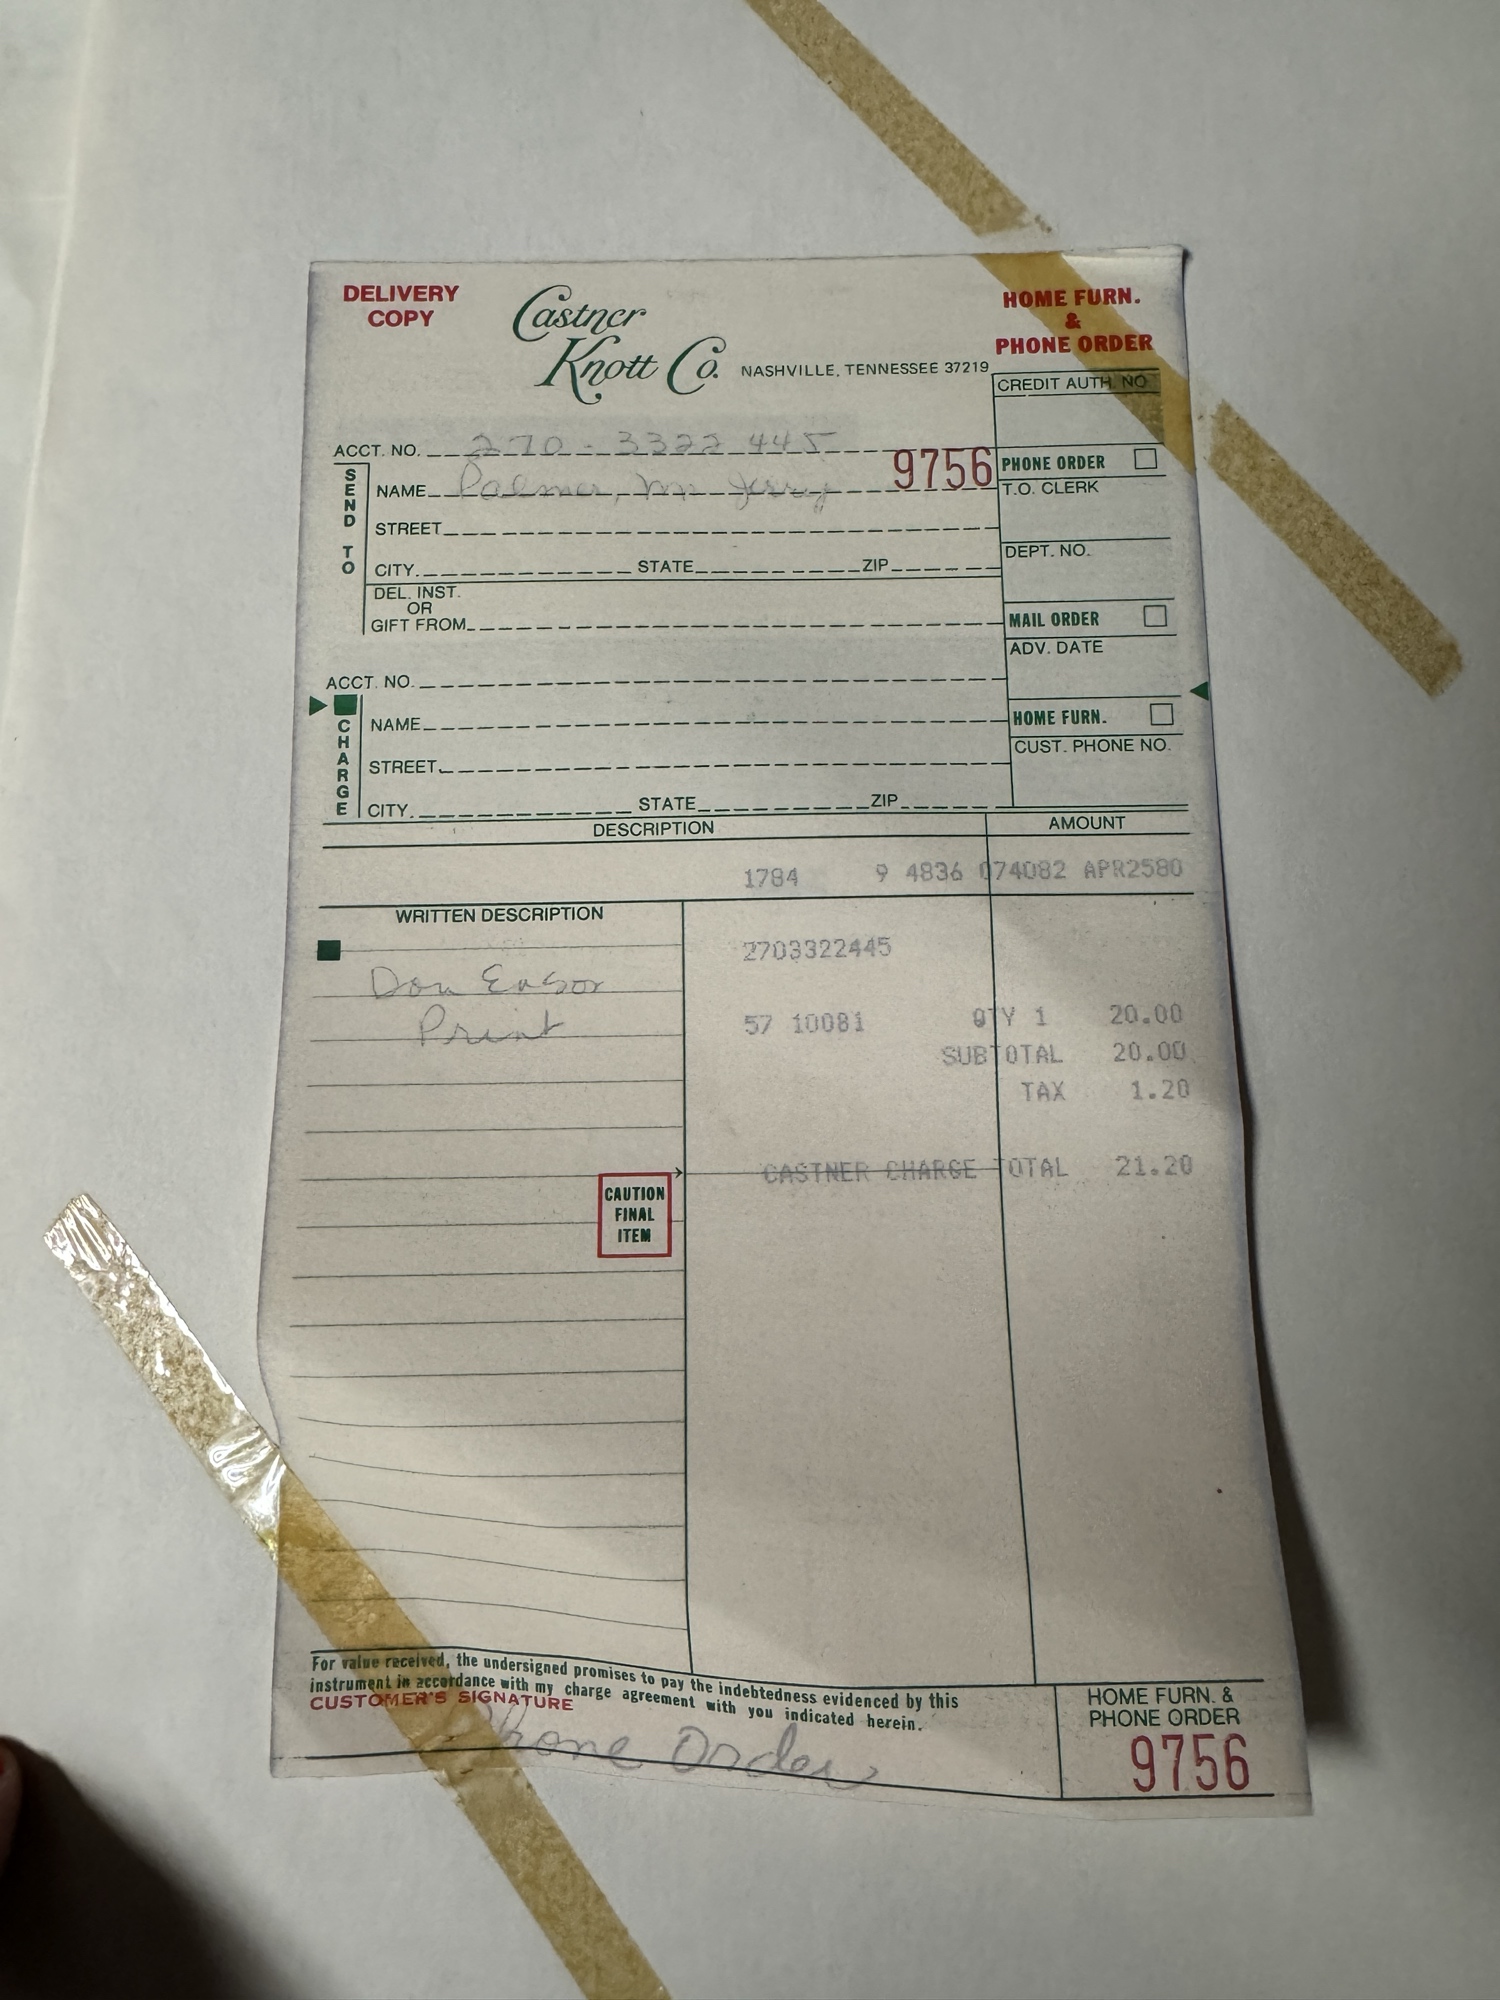 DELIVERY
COPY
Castner
Knott Co.
NASHVILLE, TENNESSEE 37219
HOME FURN.
&
PHONE ORDER
CREDIT AUTH. NO
ACCT. NO. 270-3322 445
9756
PHONE ORDER
SEND TO
NAME Palmer, Mr Jerry
T.O. CLERK
STREET
DEPT. NO.
CITY STATE ZIP
DEL. INST.
OR
GIFT FROM
MAIL ORDER
ADV. DATE
ACCT. NO.
CHARGE
NAME
HOME FURN.
CUST. PHONE NO.
STREET
CITY STATE ZIP
DESCRIPTION AMOUNT
1784 9 4836 074082 APR2580
WRITTEN DESCRIPTION
2703322445
Don Ensor
Print
57 10081 QTY 1 20.00
SUBTOTAL 20.00
TAX 1.20
CASTNER CHARGE TOTAL 21.20
CAUTION
FINAL
ITEM
For value received, the undersigned promises to pay the indebtedness evidenced by this
instrument in accordance with my charge agreement with you indicated herein.
CUSTOMER'S SIGNATURE
Phone Order
HOME FURN. &
PHONE ORDER
9756